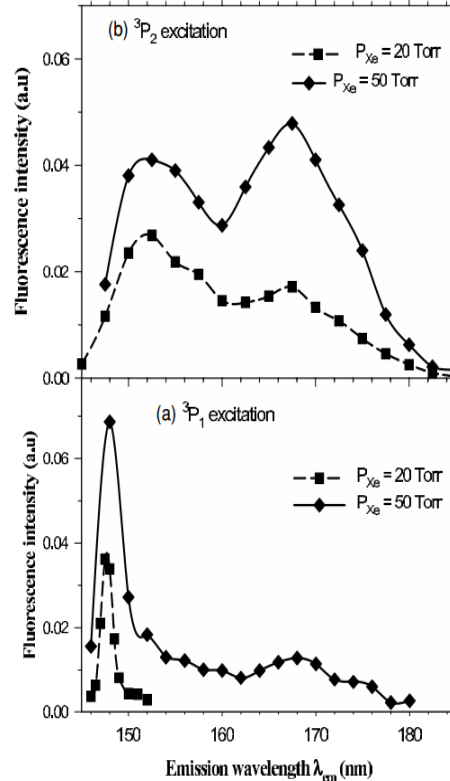 (b) ³P₂ excitation
P_Xe = 20 Torr
P_Xe = 50 Torr
Fluorescence intensity (a.u)
0.06
0.04
0.02
0.00
(a) ³P₁ excitation
P_Xe = 20 Torr
P_Xe = 50 Torr
Fluorescence intensity (a.u)
0.06
0.04
0.02
0.00
150 160 170 180
Emission wavelength λ_em (nm)